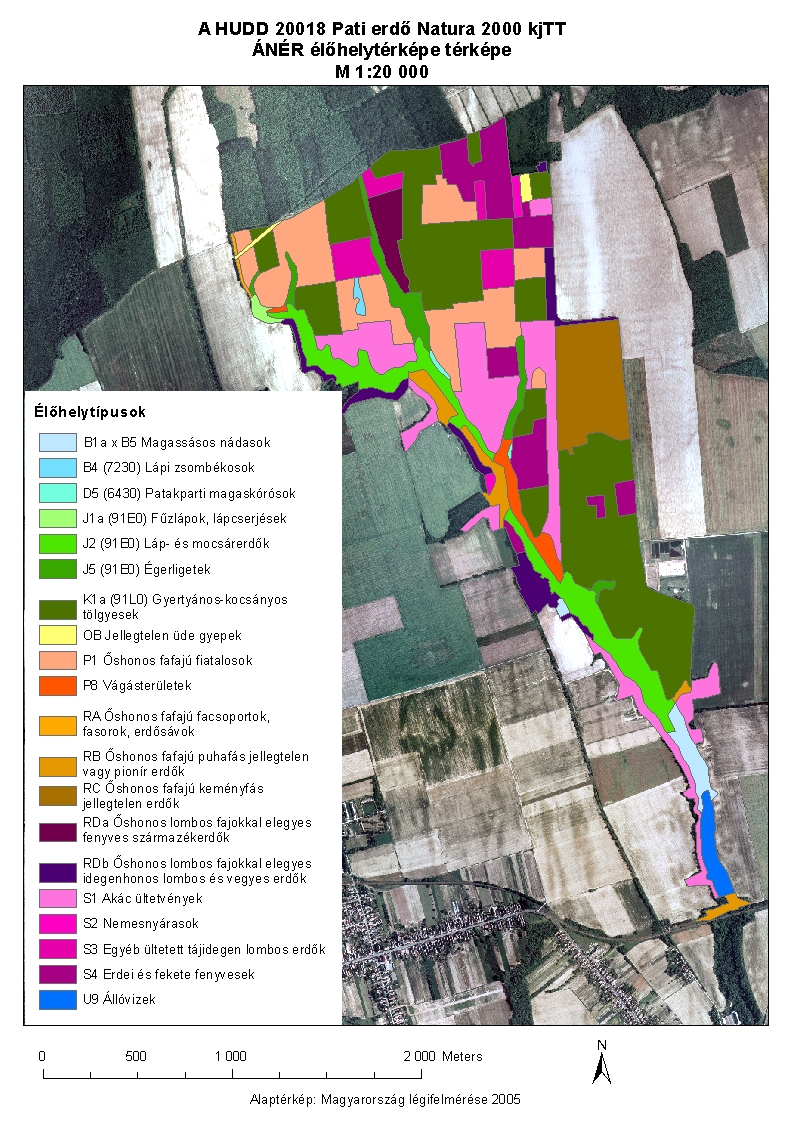 A HUDD 20018 Pati erdő Natura 2000 kjTT
ÁNÉR élőhelytérképe térképe
M 1:20 000
Élőhelytípusok
B1a x B5 Magassásos nádasok
B4 (7230) Lápi zsombékosok
D5 (6430) Patakparti magaskórósok
J1a (91E0) Fűzlápok, lápcserjések
J2 (91E0) Láp- és mocsárerdők
J5 (91E0) Égerligetek
K1a (91L0) Gyertyános-kocsányos
tölgyesek
OB Jellegtelen üde gyepek
P1 Őshonos fafajú fiatalosok
P8 Vágásterületek
RA Őshonos fafajú facsoportok,
fasorok, erdősávok
RB Őshonos fafajú puhafás jellegtelen
vagy pionír erdők
RC Őshonos fafajú keményfás
jellegtelen erdők
RDa Őshonos lombos fajokkal elegyes
fenyves származékerdők
RDb Őshonos lombos fajokkal elegyes
idegenhonos lombos és vegyes erdők
S1 Akác ültetvények
S2 Nemesnyárasok
S3 Egyéb ültetett tájidegen lombos erdők
S4 Erdei és fekete fenyvesek
U9 Állóvizek
0 500 1 000 2 000 Meters
N
Alaptérkép: Magyarország légifelmérése 2005